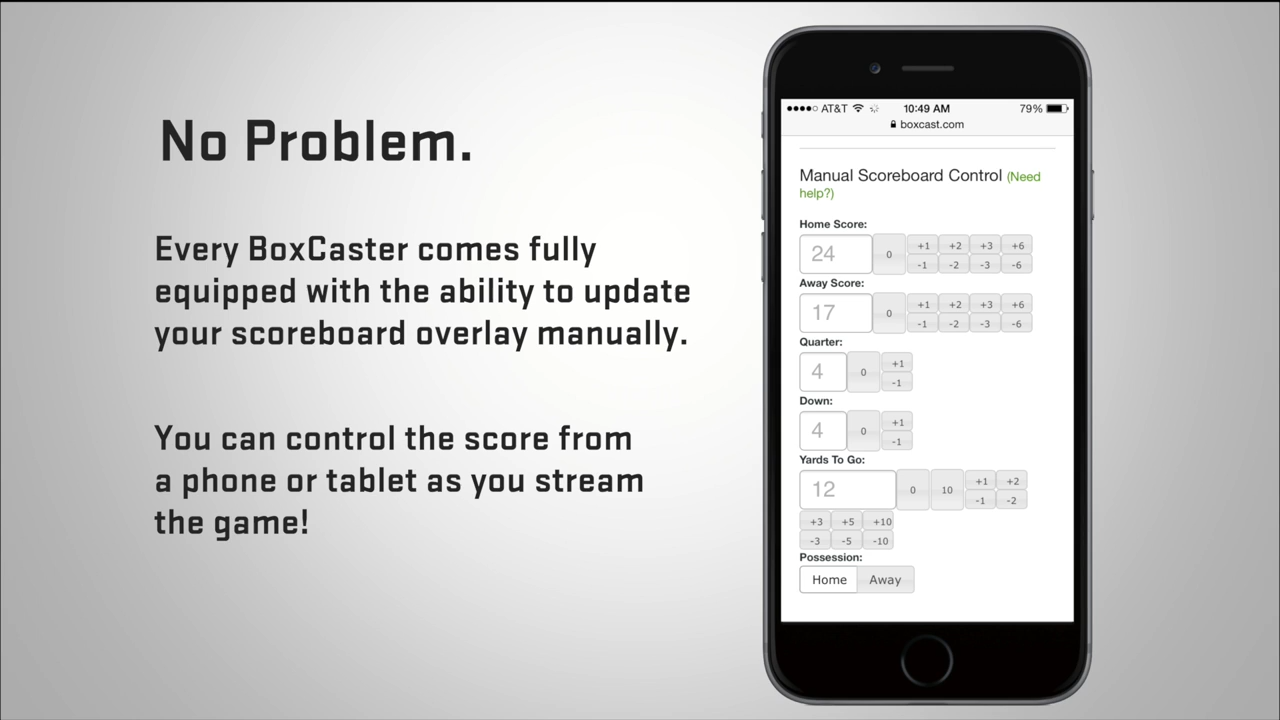 No Problem.
Every BoxCaster comes fully
equipped with the ability to update
your scoreboard overlay manually.
You can control the score from
a phone or tablet as you stream
the game!
AT&T 10:49 AM 79%
boxcast.com
Manual Scoreboard Control (Need
help?)
Home Score:
24 0 +1 +2 +3 +6
-1 -2 -3 -6
Away Score:
17 0 +1 +2 +3 +6
-1 -2 -3 -6
Quarter:
4 0 +1
-1
Down:
4 0 +1
-1
Yards To Go:
12 0 10 +1 +2
-1 -2
+3 +5 +10
-3 -5 -10
Possession:
Home Away